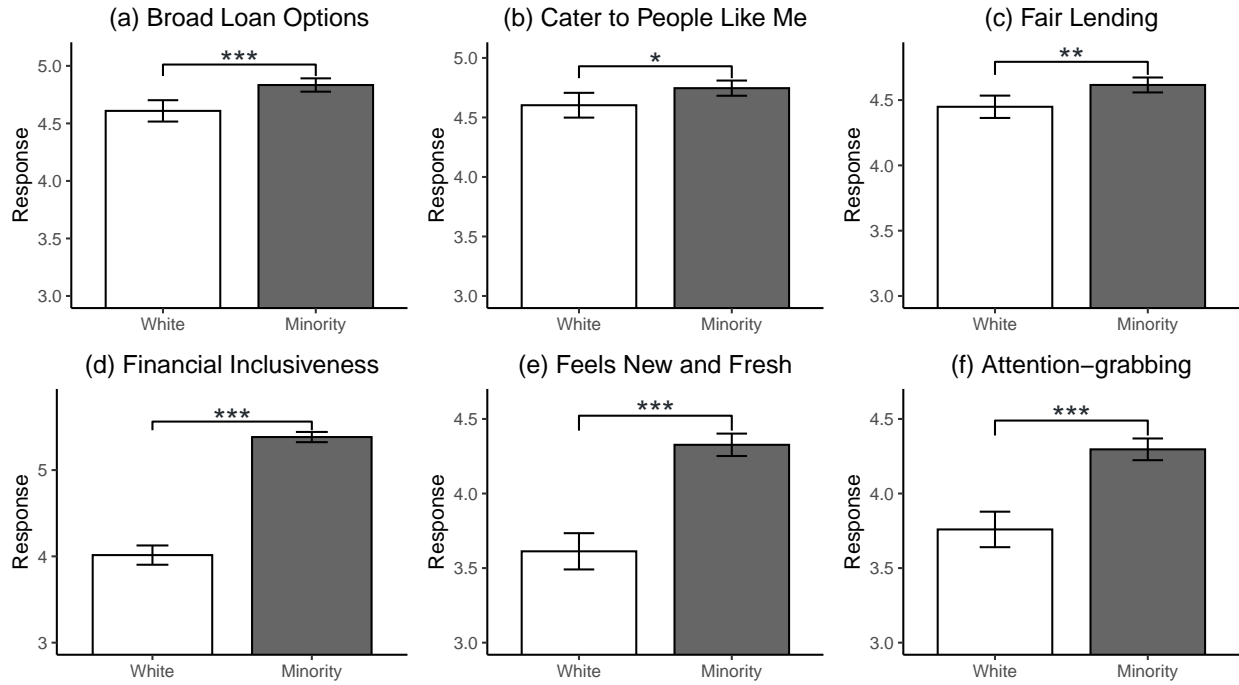 (a) Broad Loan Options
***
5.0
4.5
4.0
3.5
3.0
Response
White Minority
(b) Cater to People Like Me
*
5.0
4.5
4.0
3.5
3.0
Response
White Minority
(c) Fair Lending
**
4.5
4.0
3.5
3.0
Response
White Minority
(d) Financial Inclusiveness
***
5
4
3
Response
White Minority
(e) Feels New and Fresh
***
4.5
4.0
3.5
3.0
Response
White Minority
(f) Attention−grabbing
***
4.5
4.0
3.5
3.0
Response
White Minority